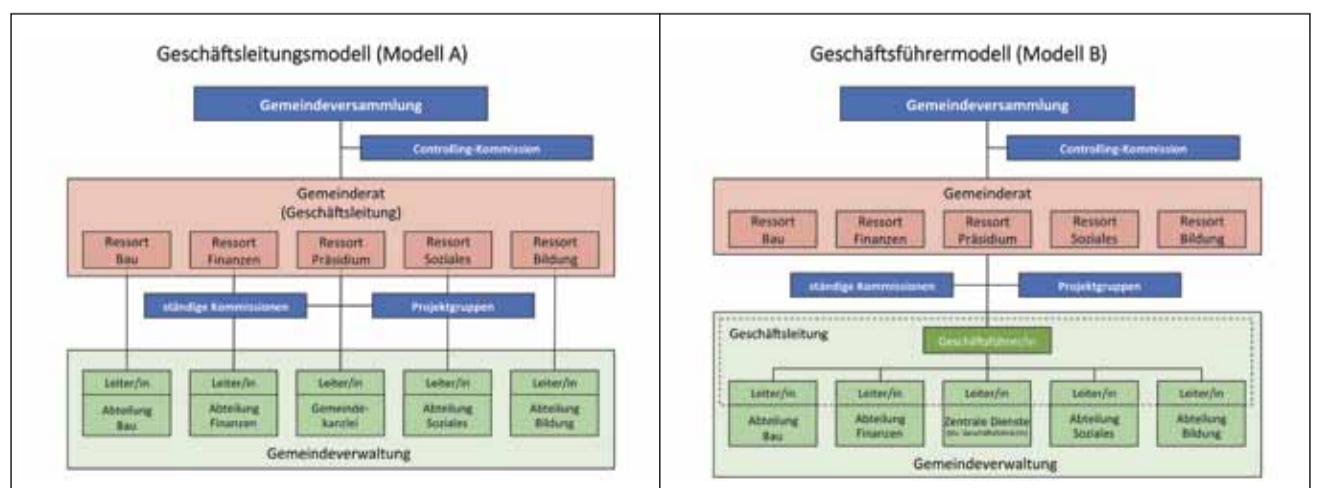 Geschäftsleitungsmodell (Modell A)
Gemeindeversammlung
Controlling-Kommission
Gemeinderat
(Geschäftsleitung)
Ressort
Bau
Ressort
Finanzen
Ressort
Präsidium
Ressort
Soziales
Ressort
Bildung
ständige Kommissionen
Projektgruppen
Leiter/in
Abteilung
Bau
Leiter/in
Abteilung
Finanzen
Leiter/in
Gemeinde-
kanzlei
Leiter/in
Abteilung
Soziales
Leiter/in
Abteilung
Bildung
Gemeindeverwaltung
Geschäftsführermodell (Modell B)
Gemeindeversammlung
Controlling-Kommission
Gemeinderat
Ressort
Bau
Ressort
Finanzen
Ressort
Präsidium
Ressort
Soziales
Ressort
Bildung
ständige Kommissionen
Projektgruppen
Geschäftsleitung
Geschäftsführer/in
Leiter/in
Abteilung
Bau
Leiter/in
Abteilung
Finanzen
Leiter/in
Zentrale Dienste
Leiter/in
Abteilung
Soziales
Leiter/in
Abteilung
Bildung
Gemeindeverwaltung